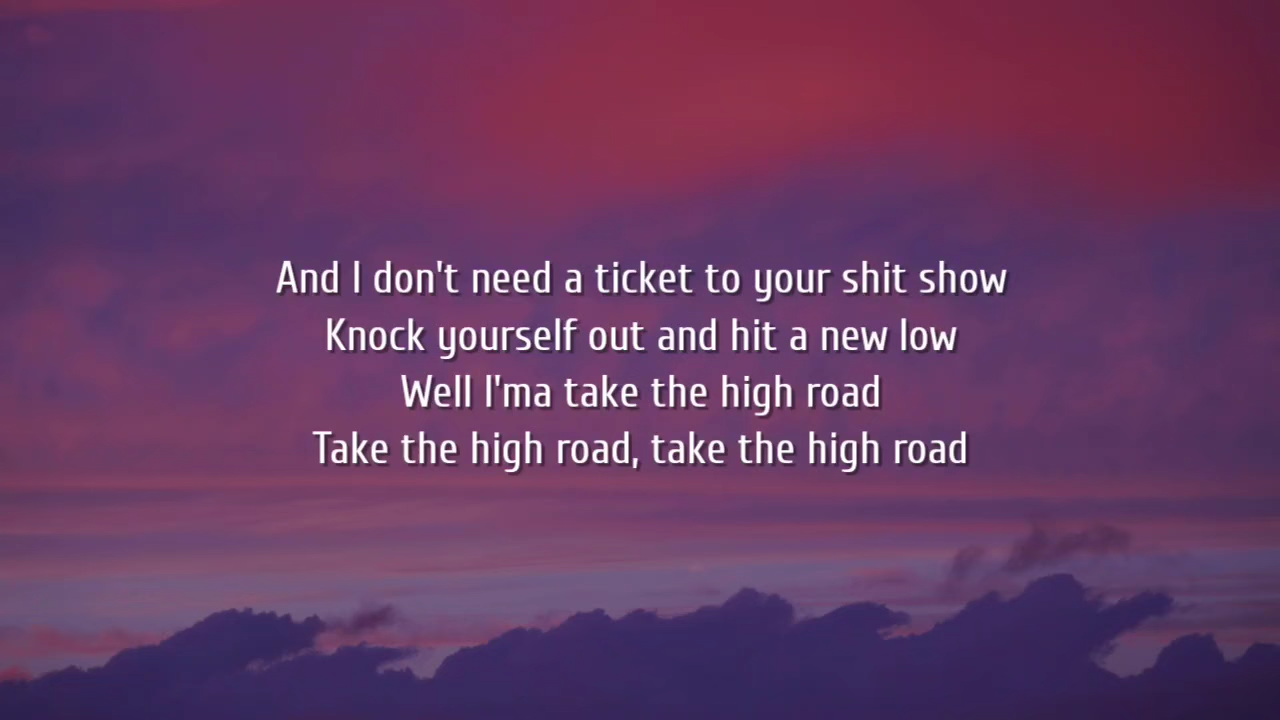 And I don't need a ticket to your shit show
Knock yourself out and hit a new low
Well I'ma take the high road
Take the high road, take the high road